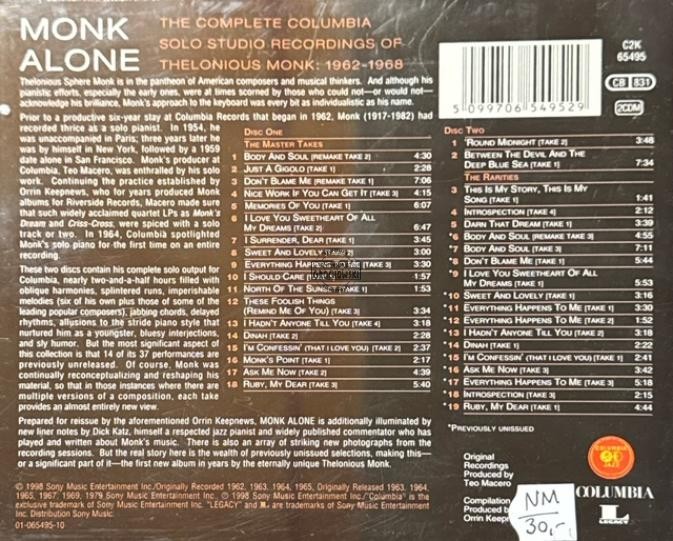 MONK
ALONE
THE COMPLETE COLUMBIA
SOLO STUDIO RECORDINGS OF
THELONIOUS MONK: 1962-1968
C2K
65495
CB 831
2CDM
5 099706 549529
Thelonious Sphere Monk is in the pantheon of American composers and musical thinkers. And although his
pianistic efforts, especially the early ones, were at times scorned by those who could not—or would not—
acknowledge his brilliance, Monk's approach to the keyboard was every bit as individualistic as his name.
Prior to a productive six-year stay at Columbia Records that began in 1962, Monk (1917-1982) had
recorded thrice as a solo pianist. In 1954, he
was unaccompanied in Paris; three years later he
was by himself in New York, followed by a 1959
date alone in San Francisco. Monk's producer at
Columbia, Teo Macero, was enthralled by his solo
work. Continuing the practice established by
Orrin Keepnews, who for years produced Monk
albums for Riverside Records, Macero made sure
that such widely acclaimed quartet LPs as Monk's
Dream and Criss-Cross, were spiced with a solo
track or two. In 1964, Columbia spotlighted
Monk's solo piano for the first time on an entire
recording.
These two discs contain his complete solo output for
Columbia, nearly two-and-a-half hours filled with
oblique harmonies, splintered runs, imperishable
melodies (six of his own plus those of some of the
leading popular composers), jabbing chords, delayed
rhythms, allusions to the stride piano style that
nurtured him as a youngster, bluesy interjections,
and sly humor. But the most significant aspect of
this collection is that 14 of its 37 performances are
previously unreleased. Of course, Monk was
continually reconceptualizing and reshaping his
material, so that in those instances where there are
multiple versions of a composition, each take
provides an almost entirely new view.
Prepared for reissue by the aforementioned Orrin Keepnews, MONK ALONE is additionally illuminated by
new liner notes by Dick Katz, himself a respected jazz pianist and widely published commentator who has
played and written about Monk's music. There is also an array of striking new photographs from the
recording sessions. But the real story here is the wealth of previously unissued selections, making this—
or a significant part of it—the first new album in years by the eternally unique Thelonious Monk.
DISC ONE
THE MASTER TAKES
1 BODY AND SOUL [REMAKE TAKE 2] 4:30
2 JUST A GIGOLO [TAKE 1] 2:28
3 DON'T BLAME ME [REMAKE TAKE 1] 7:06
4 NICE WORK IF YOU CAN GET IT [TAKE 3] 4:15
5 MEMORIES OF YOU [TAKE 1] 6:07
6 I LOVE YOU SWEETHEART OF ALL
MY DREAMS [TAKE 2] 6:47
7 I SURRENDER, DEAR [TAKE 1] 3:45
8 SWEET AND LOVELY [TAKE 2] 3:00
9 EVERYTHING HAPPENS TO ME [TAKE 3] 3:30
10 I SHOULD CARE [TAKE 1] 1:57
11 NORTH OF THE SUNSET [TAKE 1] 1:53
12 THESE FOOLISH THINGS
(REMIND ME OF YOU) [TAKE 3] 3:34
13 I HADN'T ANYONE TILL YOU [TAKE 4] 3:18
14 DINAH [TAKE 2] 2:28
15 I'M CONFESSIN' (THAT I LOVE YOU) [TAKE 2] 2:37
16 MONK'S POINT [TAKE 1] 2:17
17 ASK ME NOW [TAKE 2] 4:39
18 RUBY, MY DEAR [TAKE 3] 5:40
DISC TWO
1 'ROUND MIDNIGHT [TAKE 2] 3:48
2 BETWEEN THE DEVIL AND THE
DEEP BLUE SEA [TAKE 1] 7:34
THE RARITIES
3 THIS IS MY STORY, THIS IS MY
SONG [TAKE 1] 1:41
4 INTROSPECTION [TAKE 4] 2:12
5 DARN THAT DREAM [TAKE 1] 3:39
*6 BODY AND SOUL [REMAKE TAKE 3] 4:55
*7 BODY AND SOUL [TAKE 3] 7:11
*8 DON'T BLAME ME [TAKE 1] 5:44
*9 I LOVE YOU SWEETHEART OF ALL
MY DREAMS [TAKE 1] 5:53
*10 SWEET AND LOVELY [TAKE 1] 3:16
*11 EVERYTHING HAPPENS TO ME [TAKE 1] 3:30
*12 EVERYTHING HAPPENS TO ME [TAKE 2] 1:52
*13 I HADN'T ANYONE TILL YOU [TAKE 2] 3:18
*14 DINAH [TAKE 1] 2:22
*15 I'M CONFESSIN' (THAT I LOVE YOU) [TAKE 1] 2:41
*16 ASK ME NOW [TAKE 3] 3:42
*17 EVERYTHING HAPPENS TO ME [TAKE 3] 5:18
*18 INTROSPECTION [TAKE 3] 2:15
*19 RUBY, MY DEAR [TAKE 1] 4:44
*PREVIOUSLY UNISSUED
Original
Recordings
Produced by
Teo Macero
Compilation
Produced b
Orrin Keep
NM
30,-
COLUMBIA
JAZZ
COLUMBIA
LEGACY
© 1998 Sony Music Entertainment Inc./Originally Recorded 1962, 1963, 1964, 1965, Originally Released 1963, 1964,
1965, 1967, 1969, 1979 Sony Music Entertainment Inc., ℗ 1998 Sony Music Entertainment Inc./"Columbia" is the
exclusive trademark of Sony Music Entertainment Inc. "LEGACY" and L are trademarks of Sony Music Entertainment
Inc. Distribution Sony Music.
01-065495-10